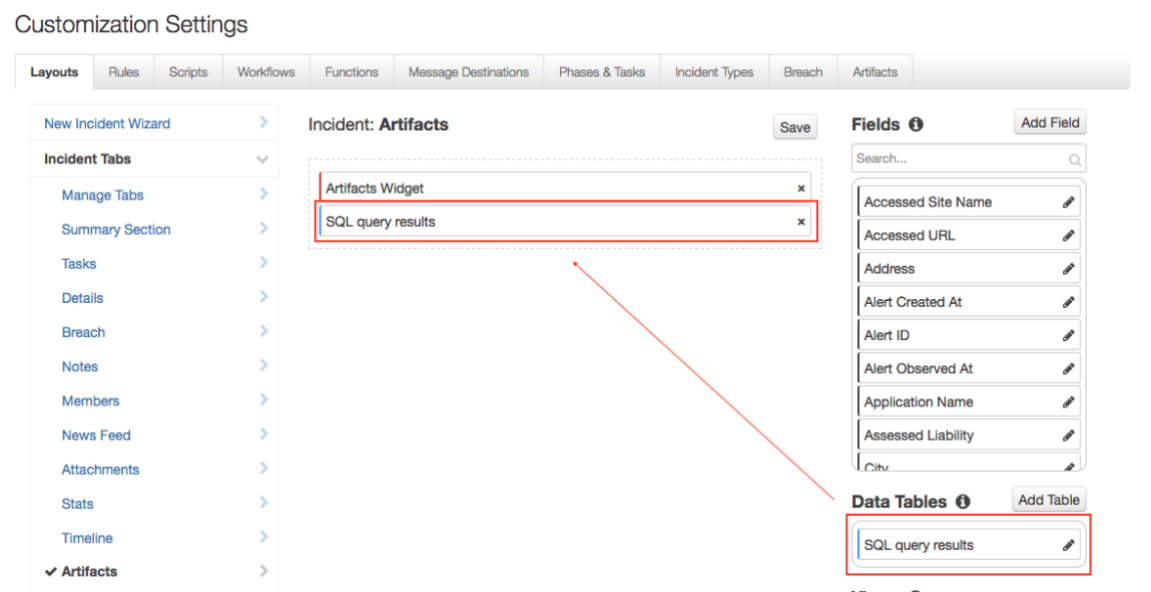 Customization Settings
Layouts Rules Scripts Workflows Functions Message Destinations Phases & Tasks Incident Types Breach Artifacts
New Incident Wizard
Incident Tabs
Manage Tabs
Summary Section
Tasks
Details
Breach
Notes
Members
News Feed
Attachments
Stats
Timeline
Artifacts
Incident: Artifacts
Save
Artifacts Widget
SQL query results
Fields
Add Field
Search...
Accessed Site Name
Accessed URL
Address
Alert Created At
Alert ID
Alert Observed At
Application Name
Assessed Liability
City
Data Tables
Add Table
SQL query results